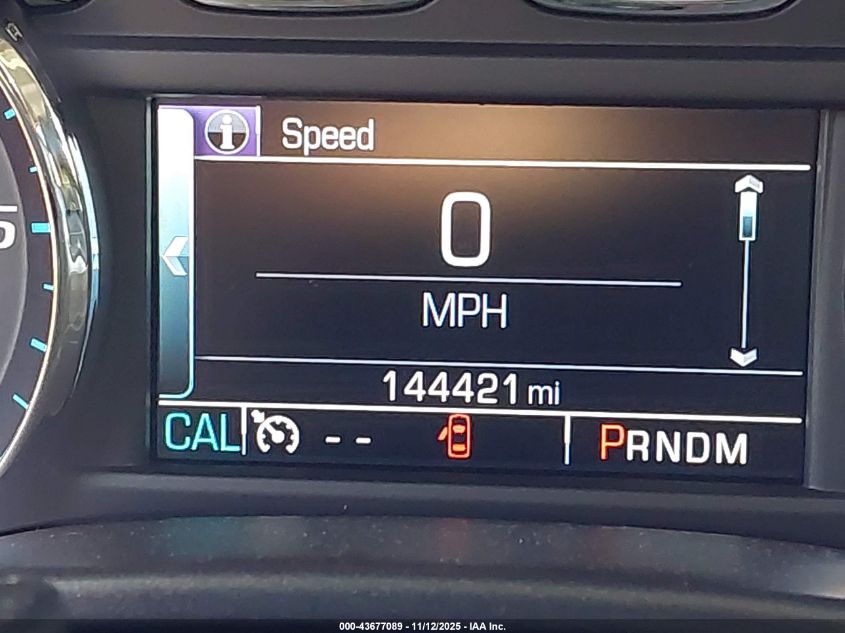 Speed
0
MPH
144421 mi
CAL -- PRNDM
000-43677089 - 11/12/2025 - IAA Inc.